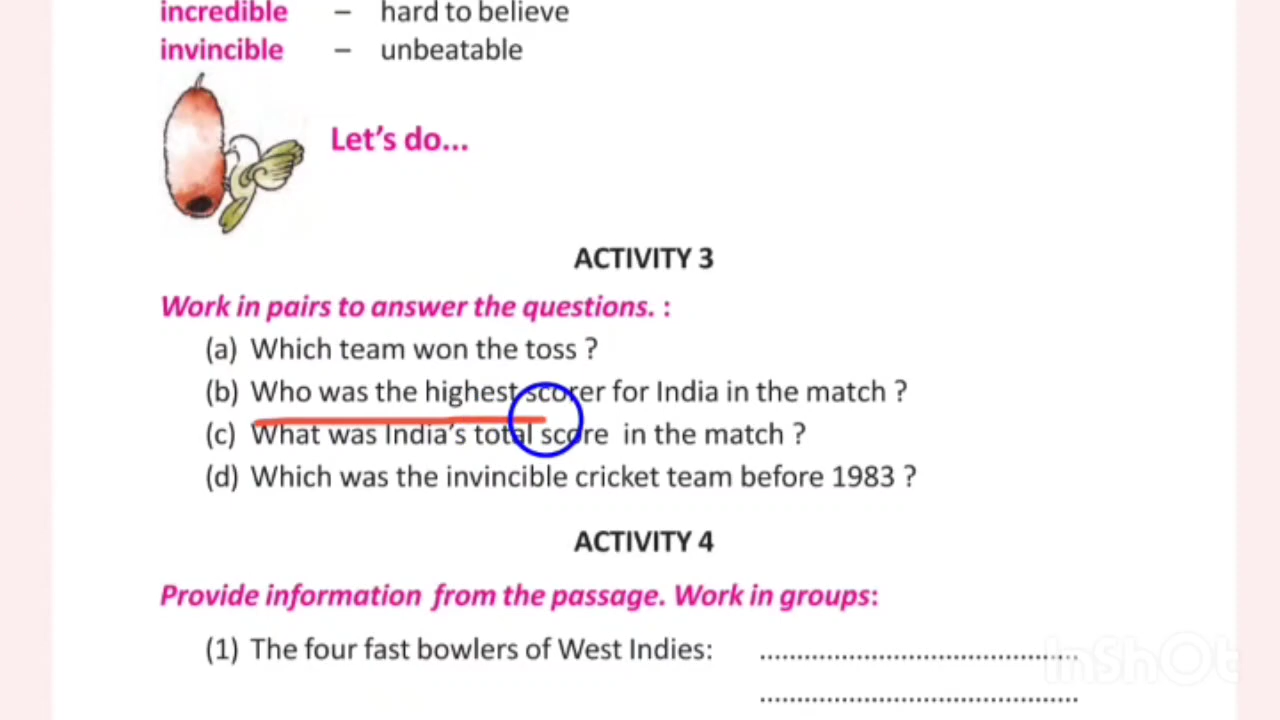 incredible – hard to believe
invincible – unbeatable
Let's do...
ACTIVITY 3
Work in pairs to answer the questions. :
(a) Which team won the toss ?
(b) Who was the highest scorer for India in the match ?
(c) What was India's total score in the match ?
(d) Which was the invincible cricket team before 1983 ?
ACTIVITY 4
Provide information from the passage. Work in groups:
(1) The four fast bowlers of West Indies: ..........................................
..........................................
InShOt